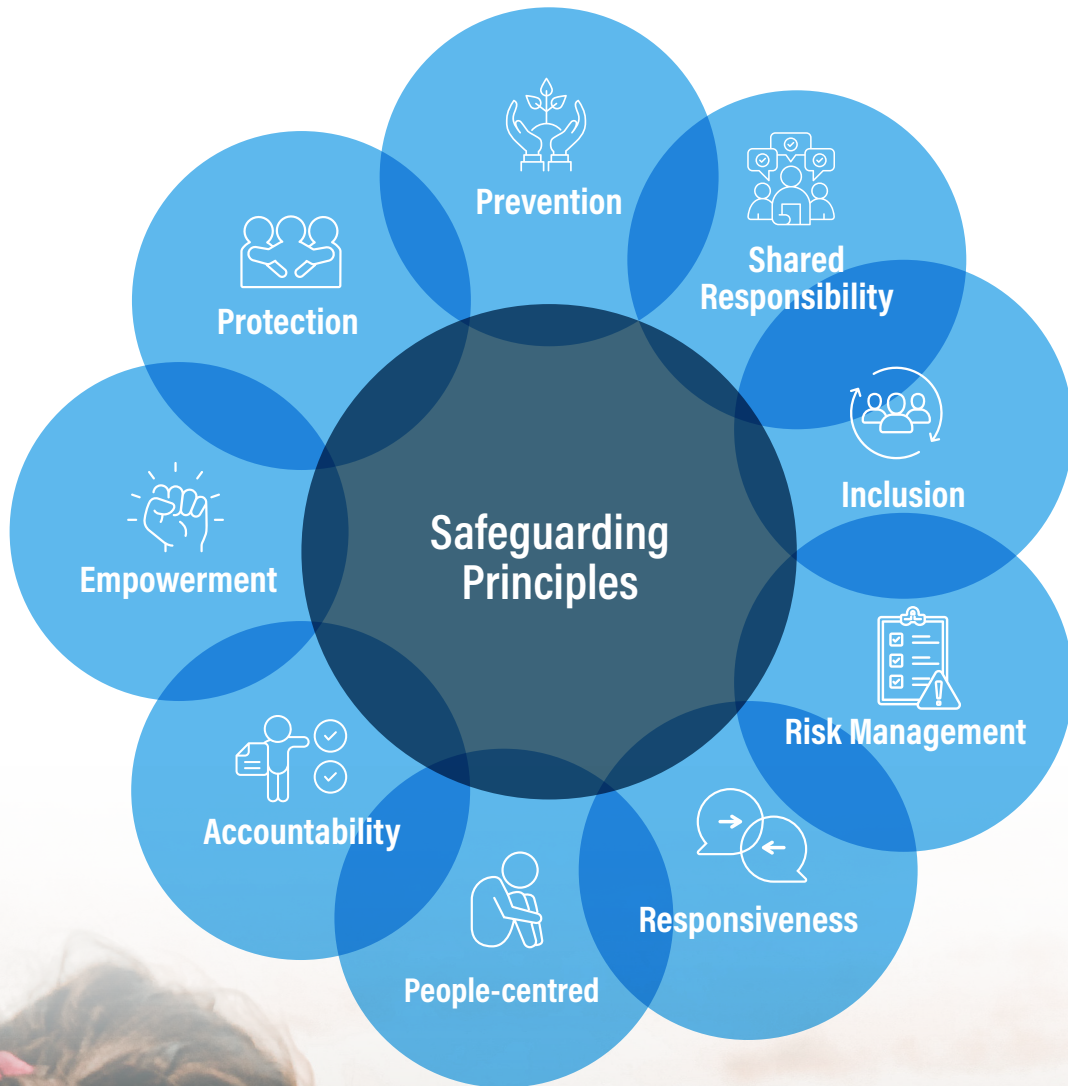 Prevention
Shared
Responsibility
Inclusion
Risk Management
Responsiveness
People-centred
Accountability
Empowerment
Protection
Safeguarding
Principles